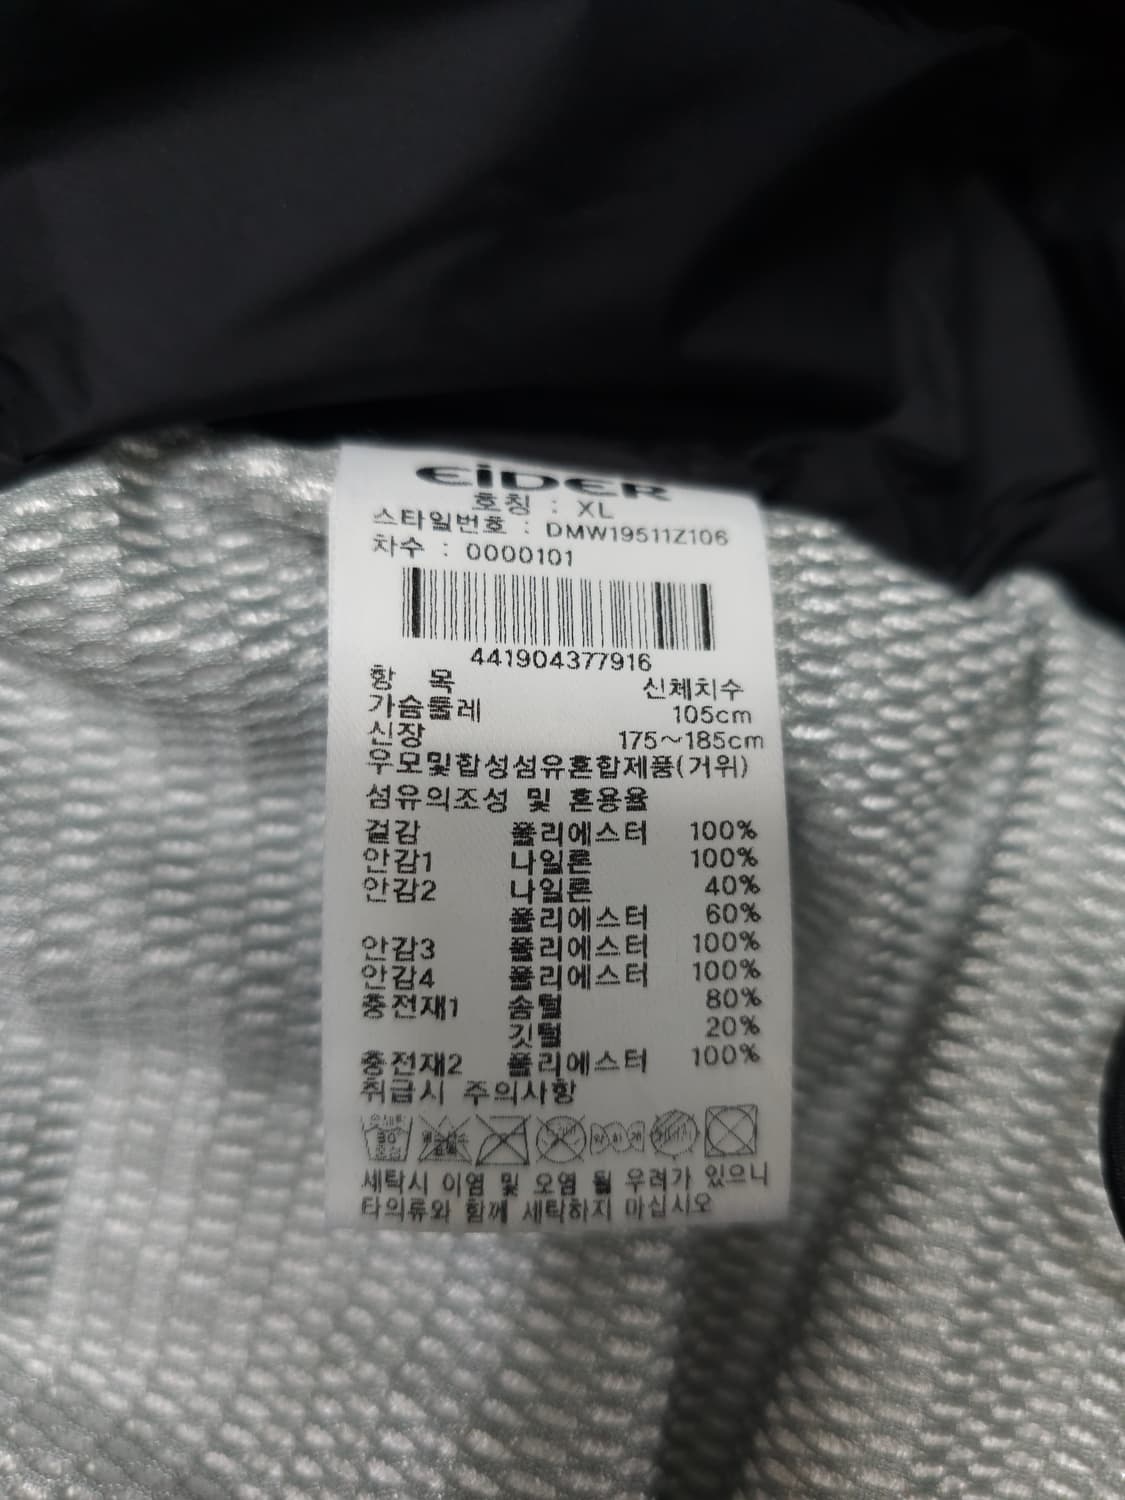 EiDER
호칭 : XL
스타일번호 : DMW19511Z106
차수 : 0000101
441904377916
항 목 신체치수
가슴둘레 105cm
신장 175~185cm
우모및합성섬유혼합제품(거위)
섬유의조성 및 혼용율
겉감 폴리에스터 100%
안감1 나일론 100%
안감2 나일론 40%
폴리에스터 60%
안감3 폴리에스터 100%
안감4 폴리에스터 100%
충전재1 솜털 80%
깃털 20%
충전재2 폴리에스터 100%
취급시 주의사항
세탁시 이염 및 오염 될 우려가 있으니
타의류와 함께 세탁하지 마십시오